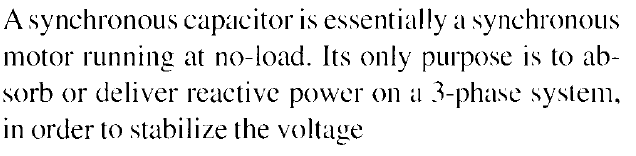 A synchronous capacitor is essentially a synchronous
motor running at no-load. Its only purpose is to ab-
sorb or deliver reactive power on a 3-phase system,
in order to stabilize the voltage